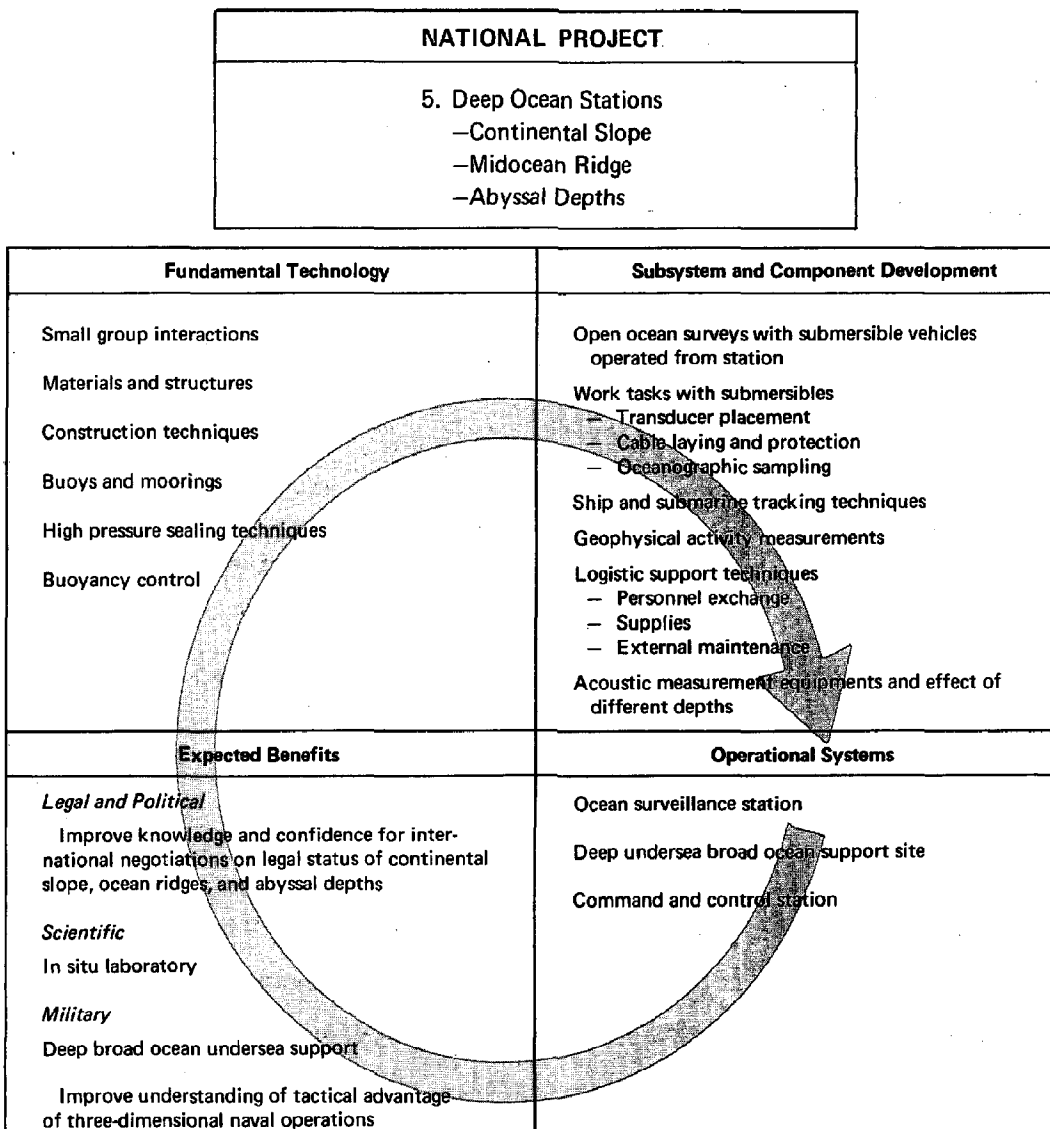 NATIONAL PROJECT
5. Deep Ocean Stations
–Continental Slope
–Midocean Ridge
–Abyssal Depths
Fundamental Technology
Small group interactions
Materials and structures
Construction techniques
Buoys and moorings
High pressure sealing techniques
Buoyancy control
Subsystem and Component Development
Open ocean surveys with submersible vehicles
operated from station
Work tasks with submersibles
– Transducer placement
– Cable laying and protection
– Oceanographic sampling
Ship and submarine tracking techniques
Geophysical activity measurements
Logistic support techniques
– Personnel exchange
– Supplies
– External maintenance
Acoustic measurement equipments and effect of
different depths
Expected Benefits
Legal and Political
Improve knowledge and confidence for inter-
national negotiations on legal status of continental
slope, ocean ridges, and abyssal depths
Scientific
In situ laboratory
Military
Deep broad ocean undersea support
Improve understanding of tactical advantage
of three-dimensional naval operations
Operational Systems
Ocean surveillance station
Deep undersea broad ocean support site
Command and control station